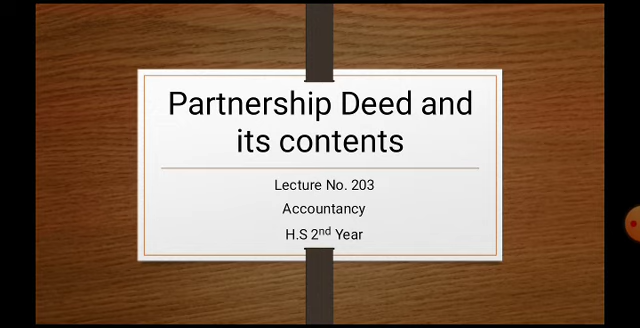 Partnership Deed and
its contents
Lecture No. 203
Accountancy
H.S 2nd Year